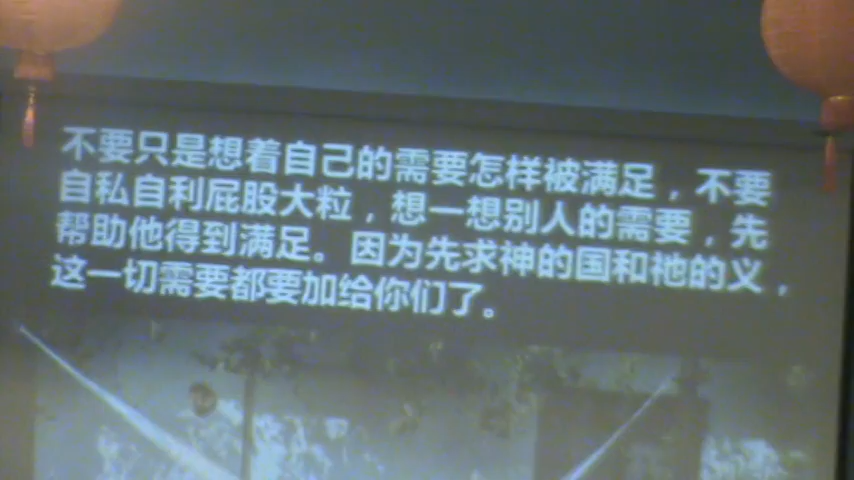 不要只是想着自己的需要怎样被满足，不要
自私自利屁股大粒，想一想别人的需要，先
帮助他得到满足。因为先求神的国和祂的义，
这一切需要都要加给你们了。